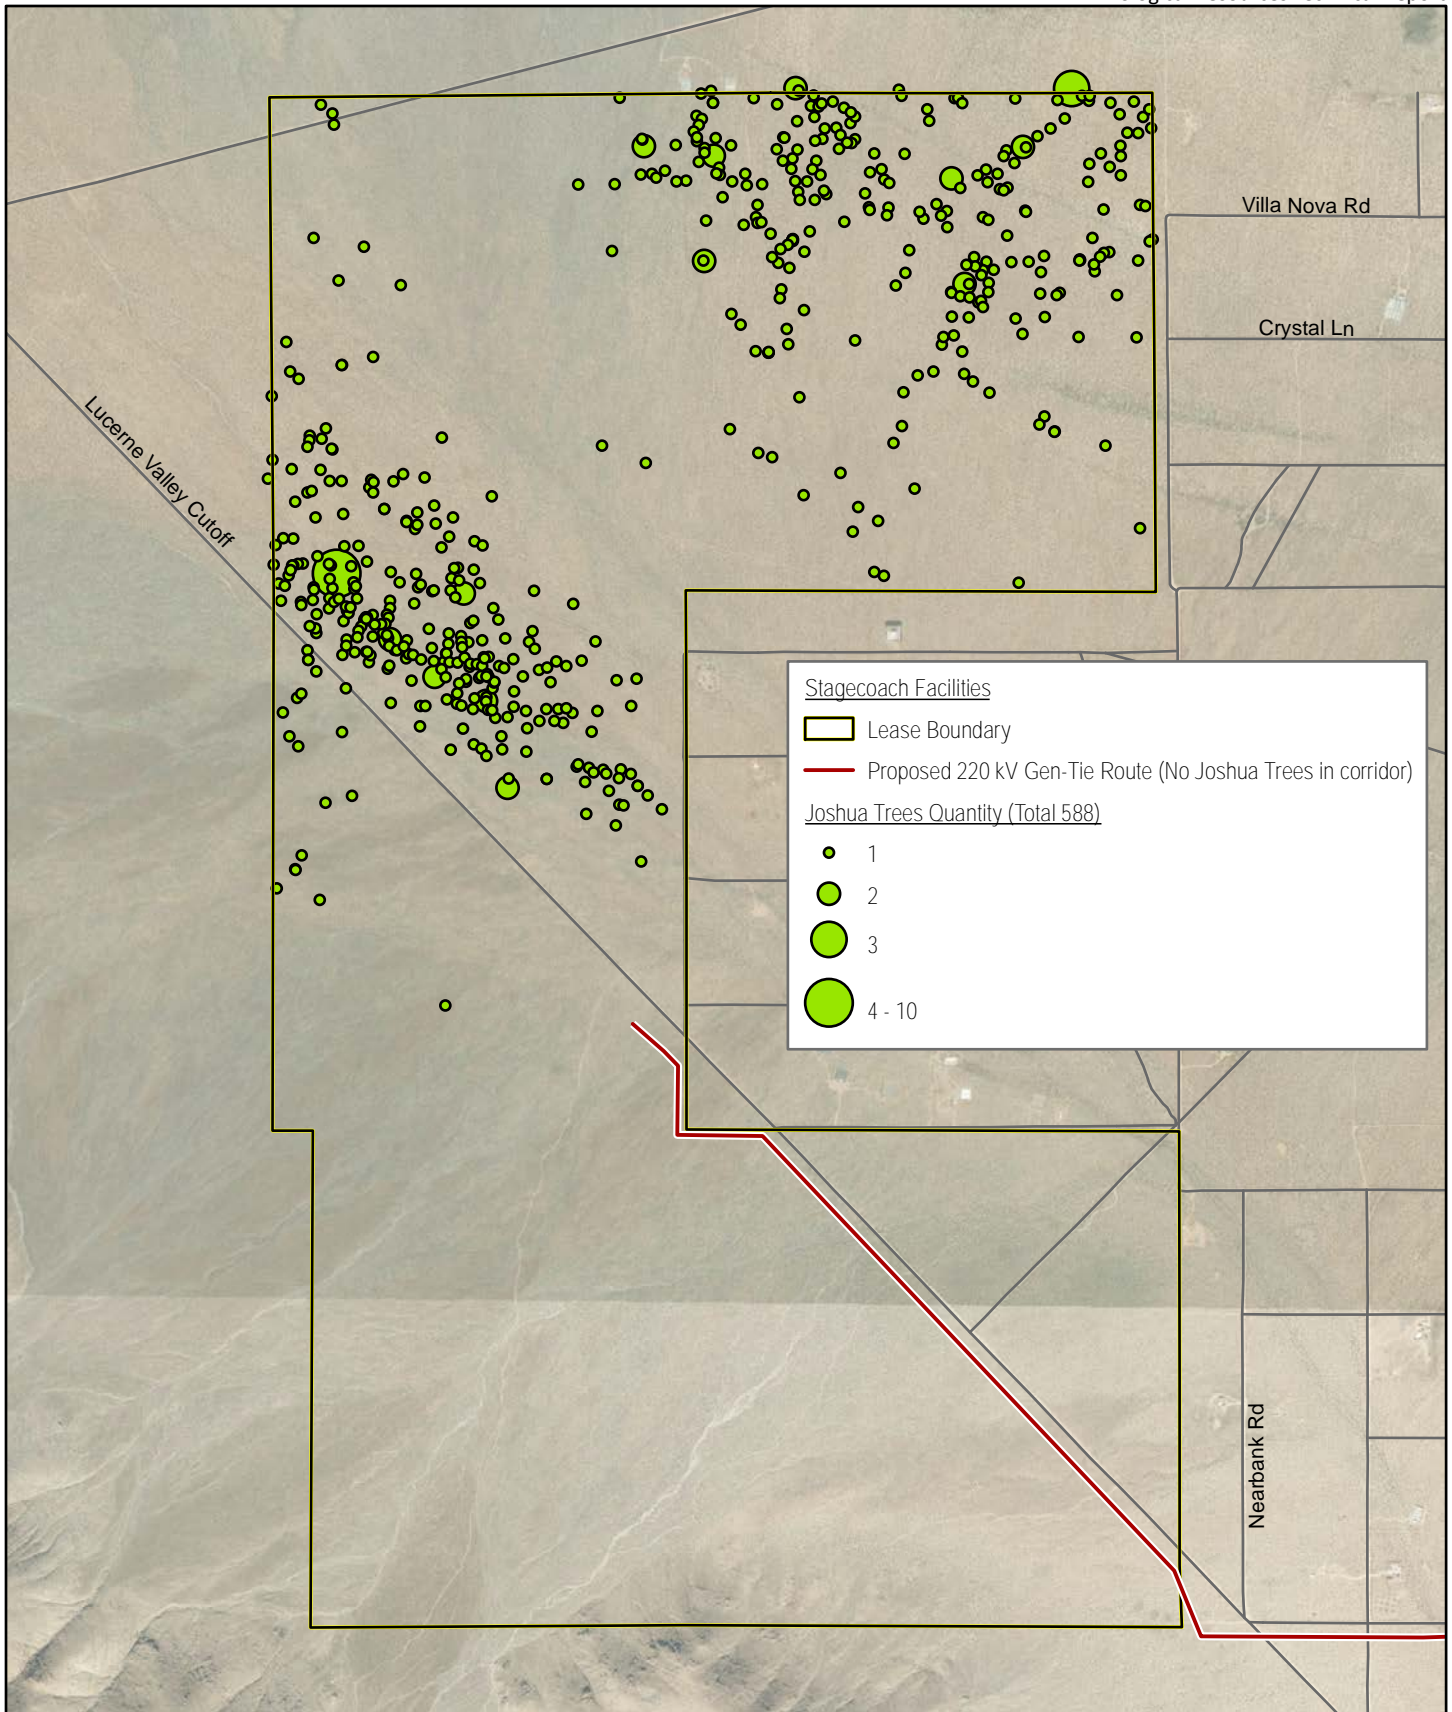 Villa Nova Rd
Crystal Ln
Lucerne Valley Cutoff
Stagecoach Facilities
Lease Boundary
Proposed 220 kV Gen-Tie Route (No Joshua Trees in corridor)
Joshua Trees Quantity (Total 588)
1
2
3
4 - 10
Nearbank Rd